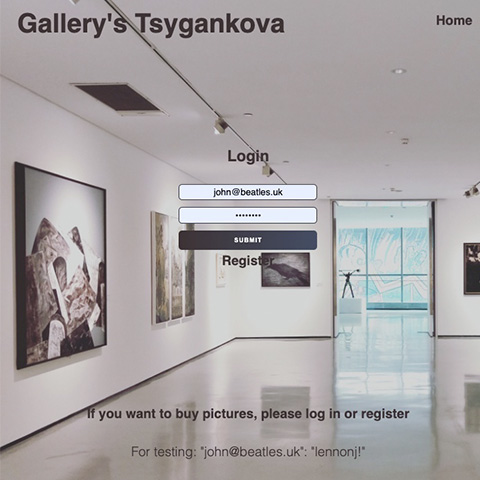 Gallery's Tsygankova
Home
Login
john@beatles.uk
••••••••
SUBMIT
Register
If you want to buy pictures, please log in or register
For testing: "john@beatles.uk": "lennonj!"